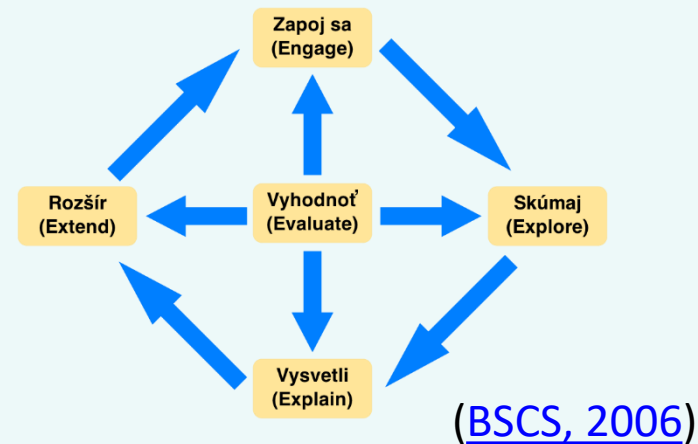 Zapoj sa
(Engage)
Rozšír
(Extend)
Vyhodnoť
(Evaluate)
Skúmaj
(Explore)
Vysvetli
(Explain)
(BSCS, 2006)